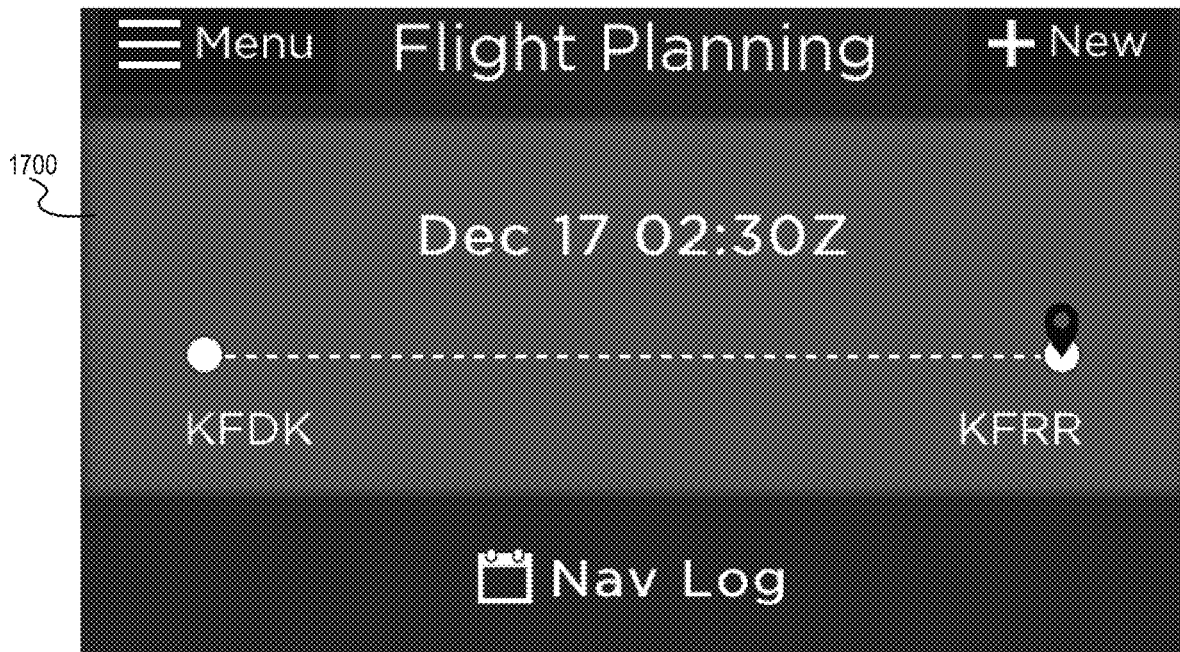 Menu Flight Planning New
1700
Dec 17 02:30Z
KFDK KFRR
Nav Log